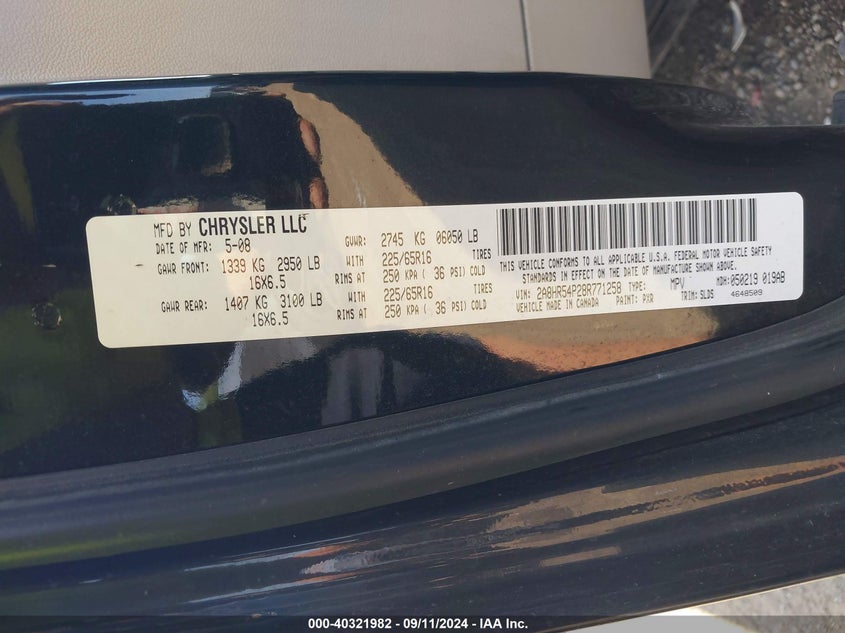 MFD BY CHRYSLER LLC
DATE OF MFR: 5-08 GVWR: 2745 KG 06050 LB
GAWR FRONT: 1339 KG 2950 LB WITH 225/65R16 TIRES
16X6.5 RIMS AT 250 KPA ( 36 PSI) COLD
GAWR REAR: 1407 KG 3100 LB WITH 225/65R16 TIRES
16X6.5 RIMS AT 250 KPA ( 36 PSI) COLD
THIS VEHICLE CONFORMS TO ALL APPLICABLE U.S.A. FEDERAL MOTOR VEHICLE SAFETY
STANDARDS IN EFFECT ON THE DATE OF MANUFACTURE SHOWN ABOVE.
VIN: 2A8HR54P28R771258 TYPE: MPV MDH: 050219 019AB
VEHICLE MADE IN CANADA PAINT: PXR TRIM: SLDS 4648509
000-40321982 - 09/11/2024 - IAA Inc.